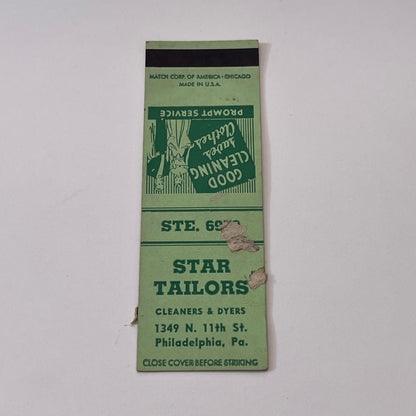 MATCH CORP. OF AMERICA • CHICAGO
MADE IN U.S.A.
GOOD
CLEANING
saves
Clothes
PROMPT SERVICE
STE.
STAR
TAILORS
CLEANERS & DYERS
1349 N. 11th St.
Philadelphia, Pa.
CLOSE COVER BEFORE STRIKING